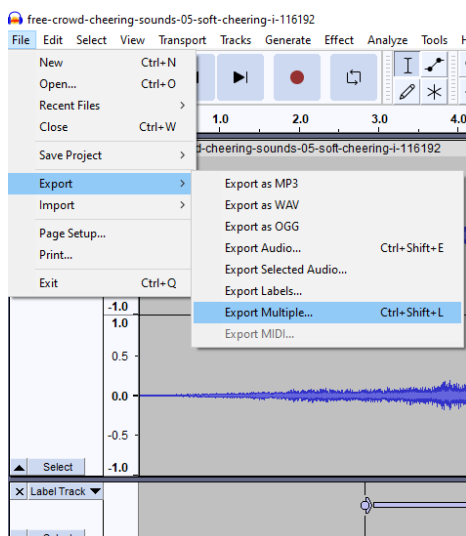 free-crowd-cheering-sounds-05-soft-cheering-i-116192
File Edit Select View Transport Tracks Generate Effect Analyze Tools
New Ctrl+N
Open... Ctrl+O
Recent Files >
Close Ctrl+W
1.0 2.0 3.0 4.0
Save Project >
d-cheering-sounds-05-soft-cheering-i-116192
Export >
Export as MP3
Import >
Export as WAV
Export as OGG
Page Setup...
Export Audio... Ctrl+Shift+E
Print...
Export Selected Audio...
Exit Ctrl+Q
Export Labels...
-1.0
Export Multiple... Ctrl+Shift+L
1.0
Export MIDI...
0.5
0.0
-0.5
Select -1.0
Label Track